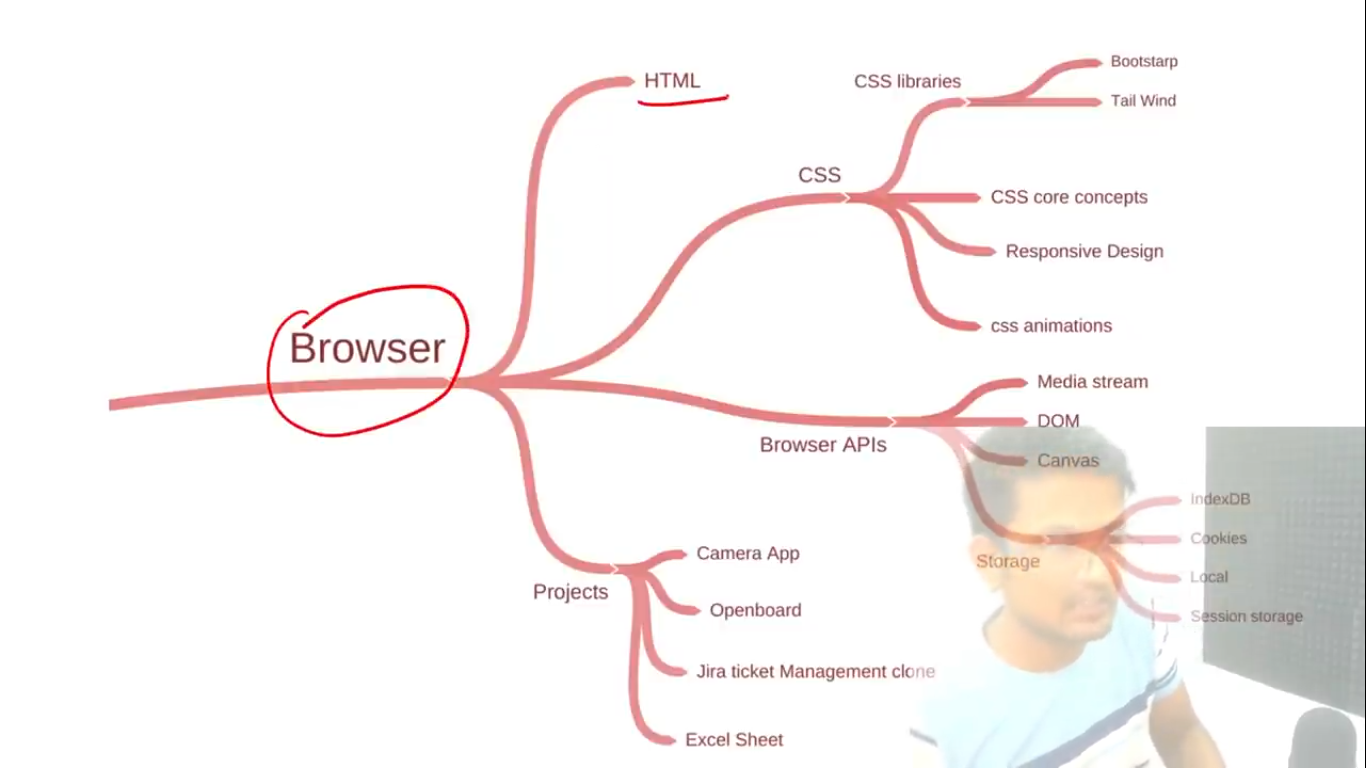 Browser
HTML
CSS
CSS libraries
Bootstarp
Tail Wind
CSS core concepts
Responsive Design
css animations
Browser APIs
Media stream
DOM
Canvas
Storage
IndexDB
Cookies
Local
Session storage
Projects
Camera App
Openboard
Jira ticket Management clone
Excel Sheet